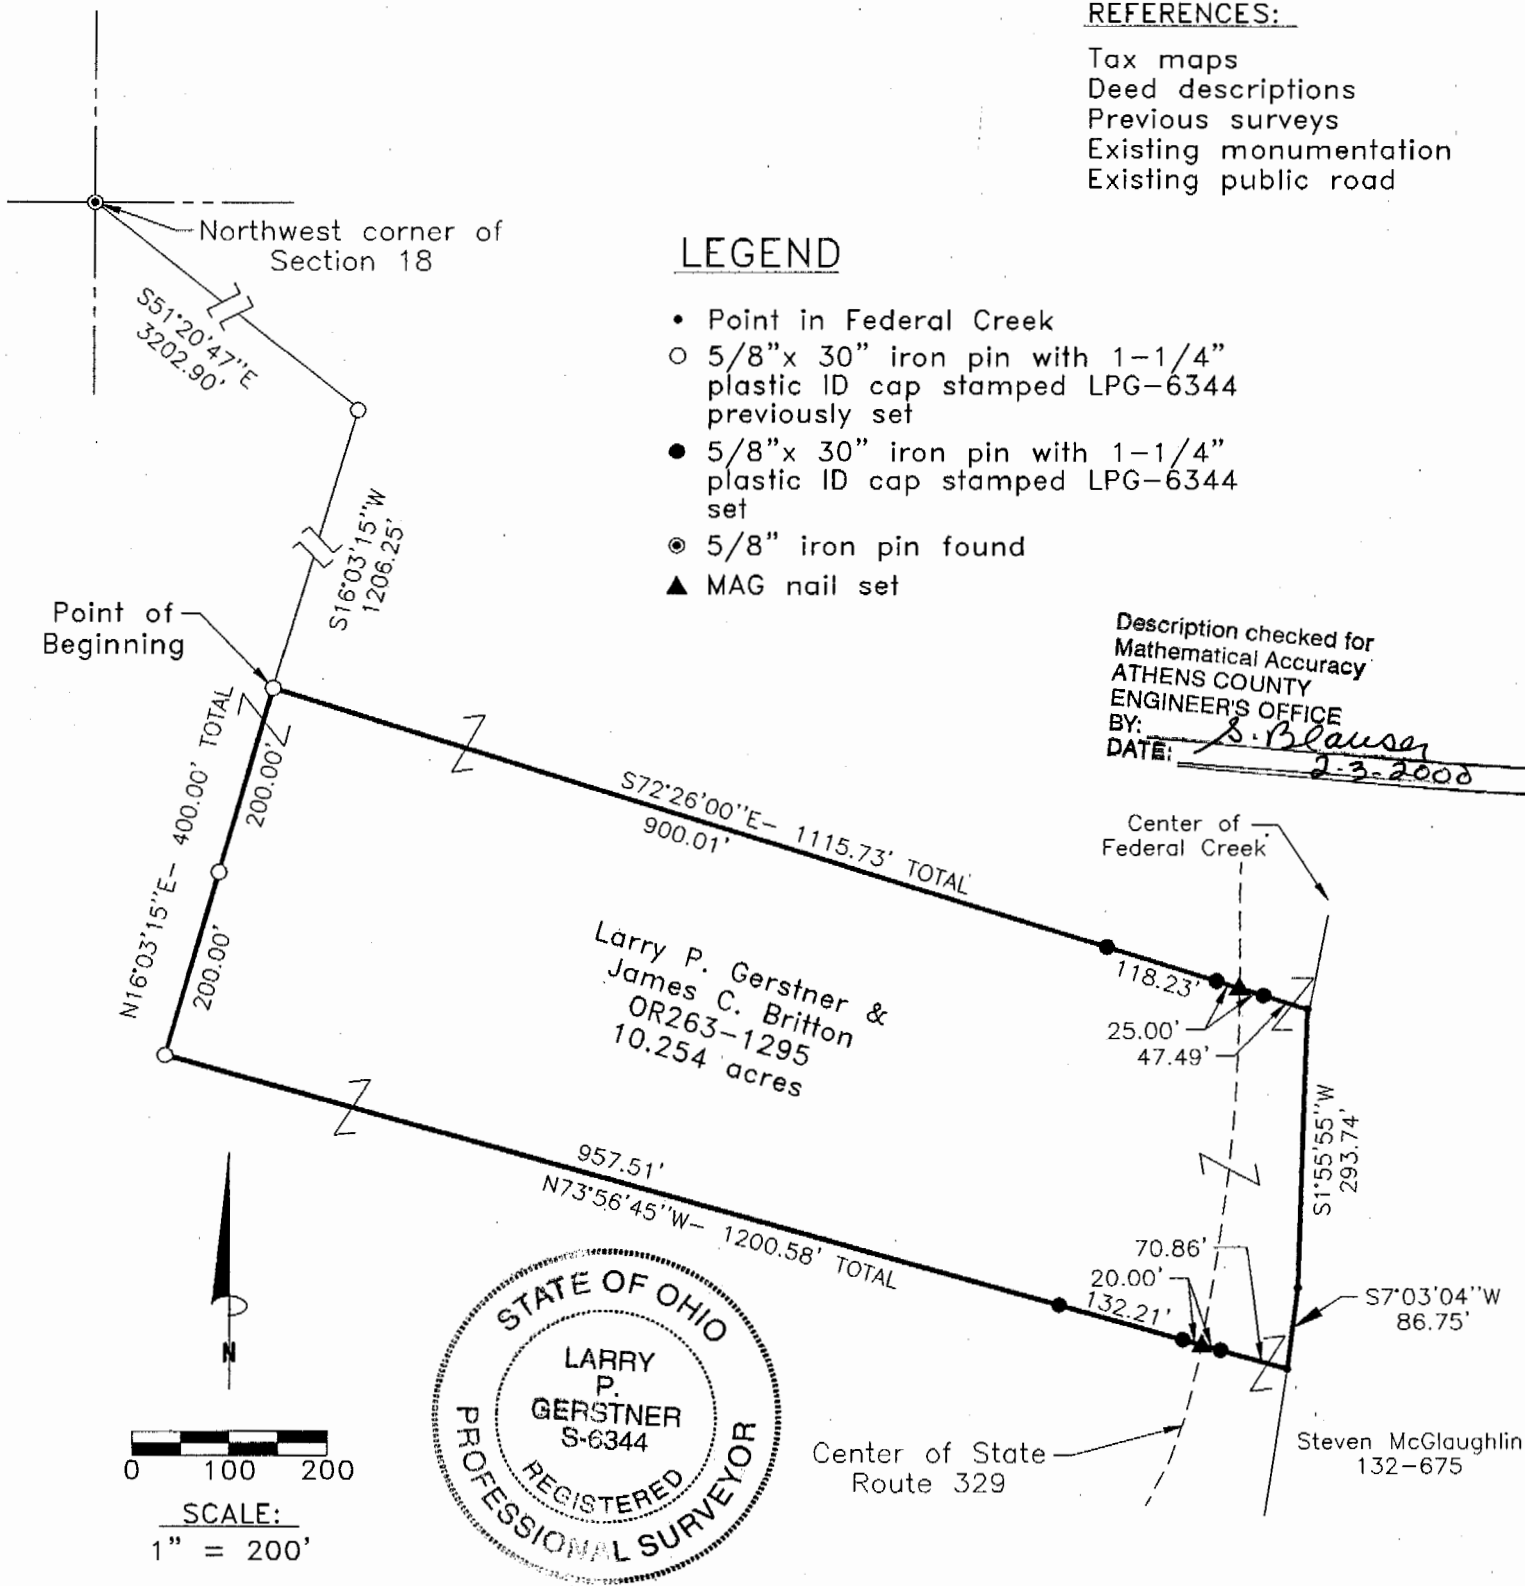 REFERENCES:
Tax maps
Deed descriptions
Previous surveys
Existing monumentation
Existing public road
Northwest corner of
Section 18
S51°20'47"E
3202.90'
LEGEND
Point in Federal Creek
5/8"x 30" iron pin with 1-1/4"
plastic ID cap stamped LPG-6344
previously set
5/8"x 30" iron pin with 1-1/4"
plastic ID cap stamped LPG-6344
set
5/8" iron pin found
MAG nail set
S16°03'15"W
1206.25'
Point of
Beginning
Description checked for
Mathematical Accuracy
ATHENS COUNTY
ENGINEER'S OFFICE
BY: S. Blauser
DATE: 2-3-2000
N16°03'15"E- 400.00' TOTAL
200.00'
200.00'
S72°26'00"E- 1115.73' TOTAL
900.01'
Center of
Federal Creek
118.23'
25.00'
47.49'
Larry P. Gerstner &
James C. Britton
OR263-1295
10.254 acres
S1°55'55"W
293.74'
957.51'
N73°56'45"W- 1200.58' TOTAL
70.86'
20.00'
132.21'
S7°03'04"W
86.75'
N
STATE OF OHIO
LARRY
P.
GERSTNER
S-6344
REGISTERED
PROFESSIONAL SURVEYOR
Center of State
Route 329
Steven McGlaughlin
132-675
0 100 200
SCALE:
1" = 200'